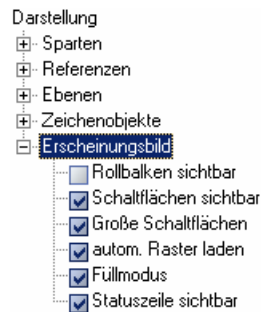 Darstellung
Sparten
Referenzen
Ebenen
Zeichenobjekte
Erscheinungsbild
Rollbalken sichtbar
Schaltflächen sichtbar
Große Schaltflächen
autom. Raster laden
Füllmodus
Statuszeile sichtbar